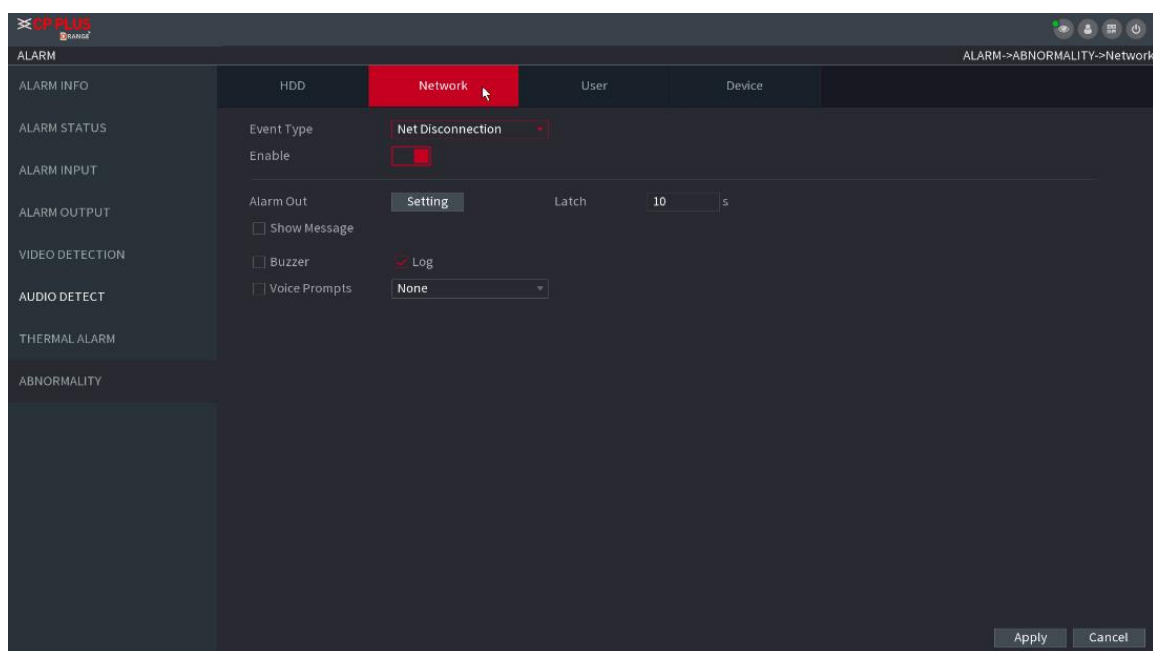 CP PLUS
ORANGE
ALARM
ALARM->ABNORMALITY->Network
ALARM INFO
HDD
Network
User
Device
ALARM STATUS
Event Type
Net Disconnection
Enable
ALARM INPUT
Alarm Out
Setting
Latch
10
s
ALARM OUTPUT
Show Message
VIDEO DETECTION
Buzzer
Log
AUDIO DETECT
Voice Prompts
None
THERMAL ALARM
ABNORMALITY
Apply
Cancel